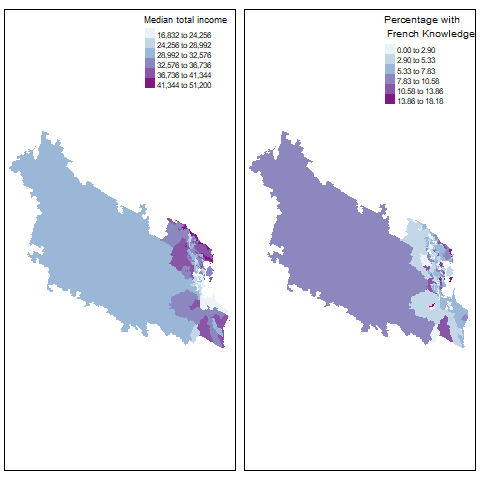 Median total income
16,832 to 24,256
24,256 to 28,992
28,992 to 32,576
32,576 to 36,736
36,736 to 41,344
41,344 to 51,200
Percentage with
French Knowledge
0.00 to 2.90
2.90 to 5.33
5.33 to 7.83
7.83 to 10.58
10.58 to 13.86
13.86 to 18.18